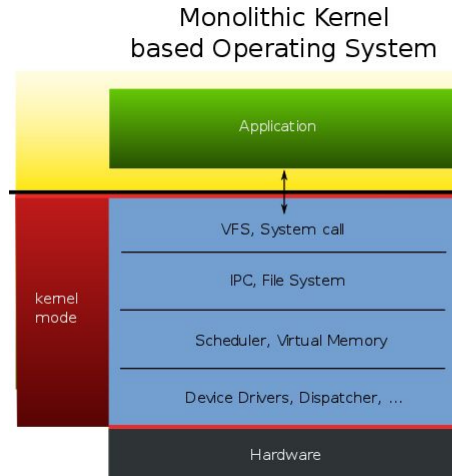 Monolithic Kernel
based Operating System
Application
VFS, System call
IPC, File System
kernel
mode
Scheduler, Virtual Memory
Device Drivers, Dispatcher, ...
Hardware